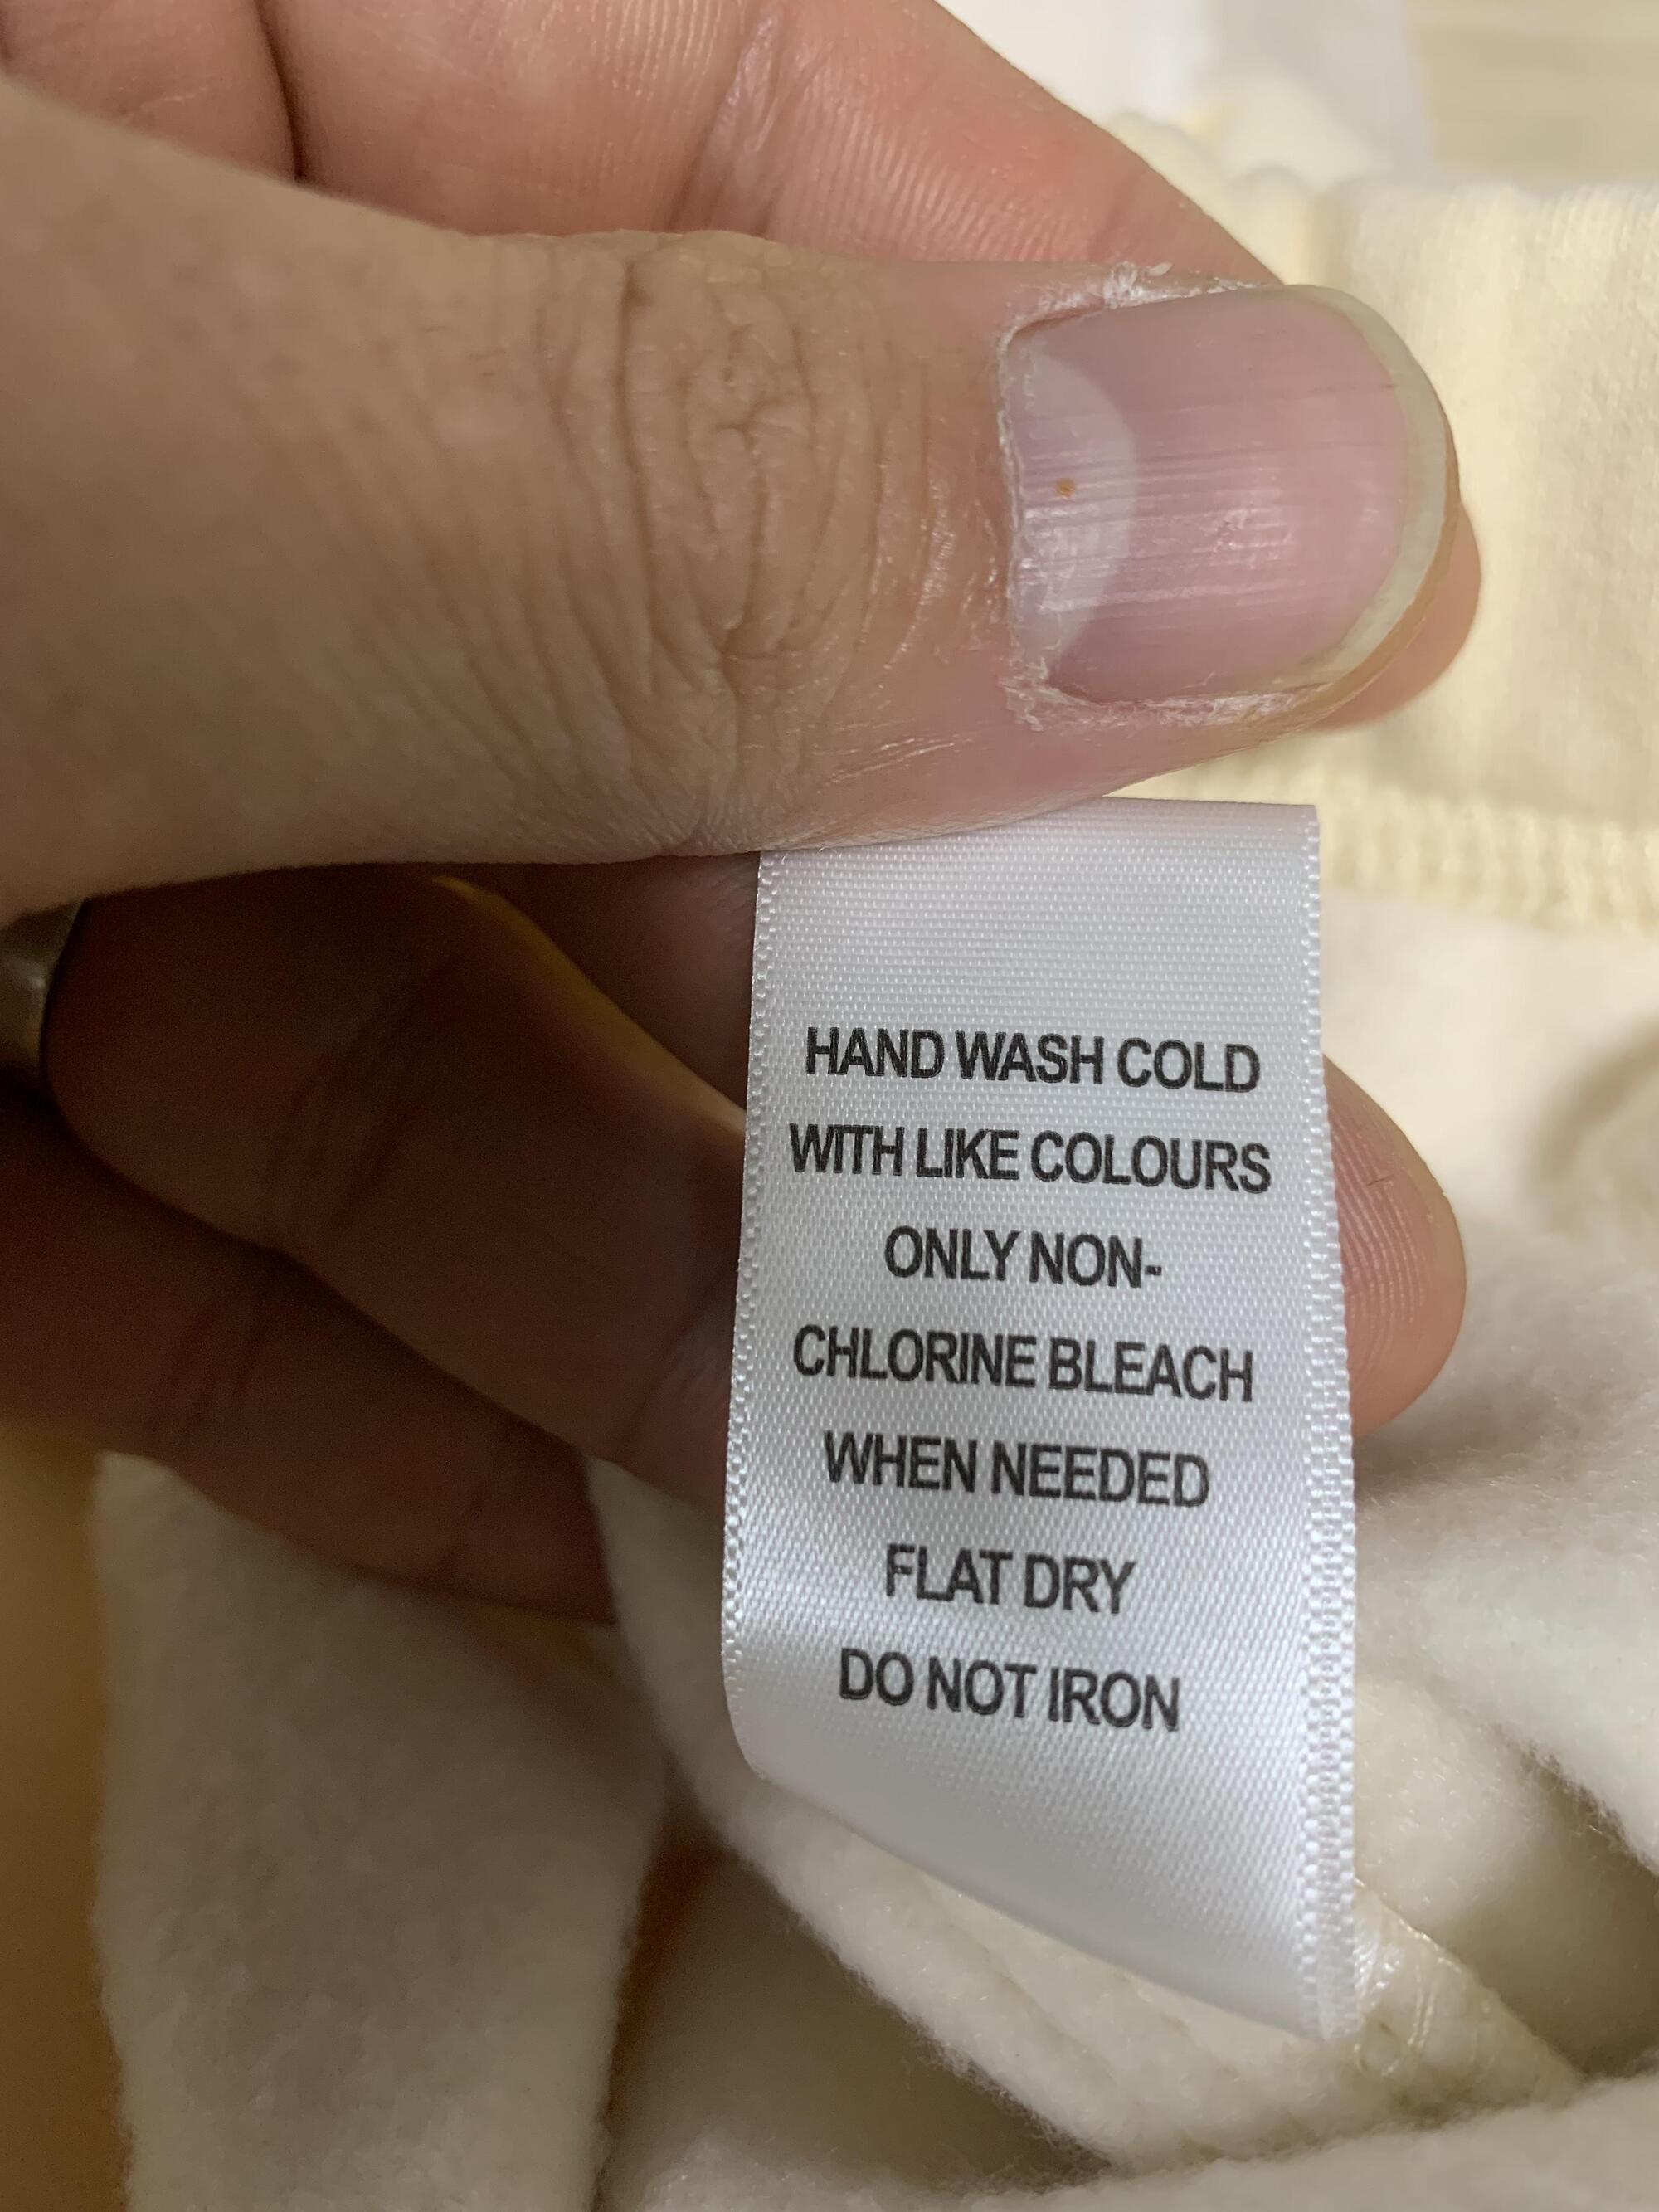 HAND WASH COLD
WITH LIKE COLOURS
ONLY NON-
CHLORINE BLEACH
WHEN NEEDED
FLAT DRY
DO NOT IRON